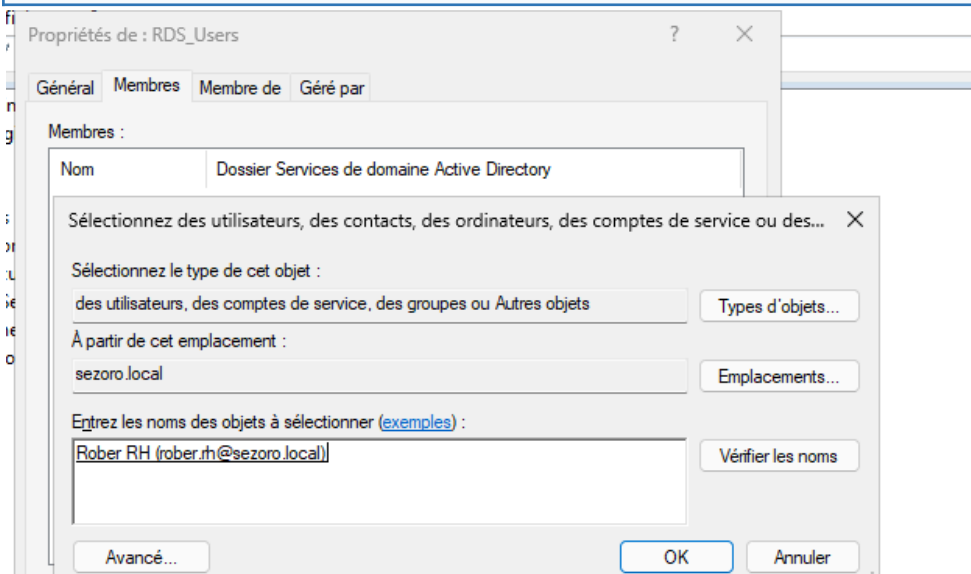 Propriétés de : RDS_Users ? ×
Général Membres Membre de Géré par
Membres :
Nom Dossier Services de domaine Active Directory
Sélectionnez des utilisateurs, des contacts, des ordinateurs, des comptes de service ou des... ×
Sélectionnez le type de cet objet :
des utilisateurs, des comptes de service, des groupes ou Autres objets Types d'objets...
À partir de cet emplacement :
sezoro.local Emplacements...
Entrez les noms des objets à sélectionner (exemples) :
Rober RH (rober.rh@sezoro.local) Vérifier les noms
Avancé... OK Annuler